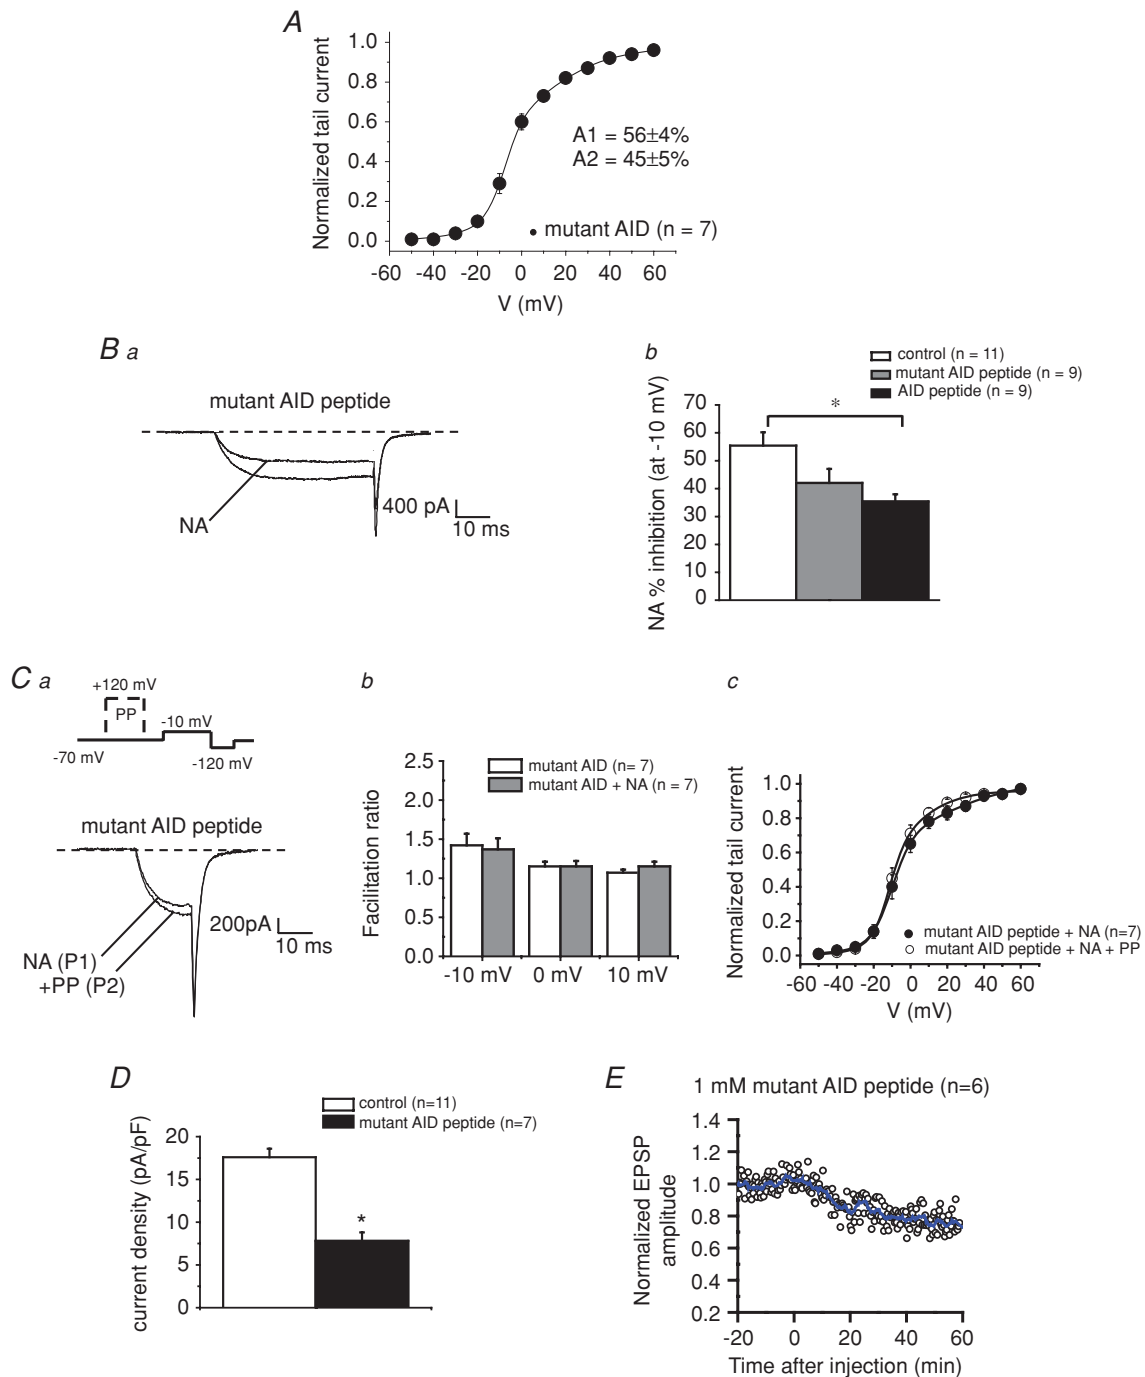 A
Normalized tail current
1.0
0.8
0.6
0.4
0.2
0.0
A1 = 56±4%
A2 = 45±5%
mutant AID (n = 7)
-60 -40 -20 0 20 40 60
V (mV)
B a
mutant AID peptide
NA
400 pA
10 ms
b
control (n = 11)
mutant AID peptide (n = 9)
AID peptide (n = 9)
NA % inhibition (at -10 mV)
70
60
50
40
30
20
10
0
*
C a
+120 mV
PP
-10 mV
-70 mV
-120 mV
mutant AID peptide
200pA
10 ms
NA (P1)
+PP (P2)
b
Facilitation ratio
2.5
2.0
1.5
1.0
0.5
0.0
mutant AID (n= 7)
mutant AID + NA (n = 7)
-10 mV 0 mV 10 mV
c
Normalized tail current
1.0
0.8
0.6
0.4
0.2
0.0
mutant AID peptide + NA (n=7)
mutant AID peptide + NA + PP
-60 -40 -20 0 20 40 60
V (mV)
D
control (n=11)
mutant AID peptide (n=7)
current density (pA/pF)
20
15
10
5
0
*
E
1 mM mutant AID peptide (n=6)
Normalized EPSP
amplitude
1.4
1.2
1.0
0.8
0.6
0.4
0.2
-20 0 20 40 60
Time after injection (min)